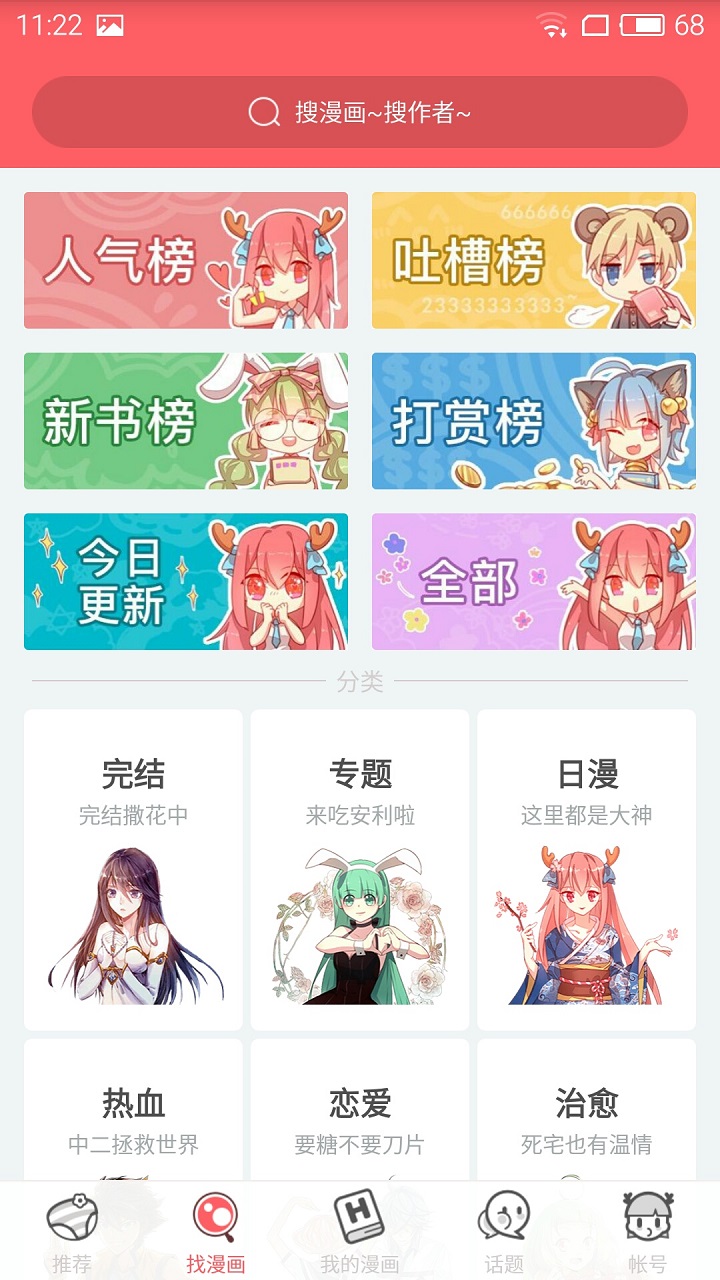 11:22 68
搜漫画~搜作者~
人气榜
6666666
吐槽榜
23333333333~
新书榜
$$$
打赏榜
$$
今日
更新
全部
分类
完结 专题 日漫
完结撒花中 来吃安利啦 这里都是大神
热血 恋爱 治愈
中二拯救世界 要糖不要刀片 死宅也有温情
H
推荐 找漫画 我的漫画 话题 帐号